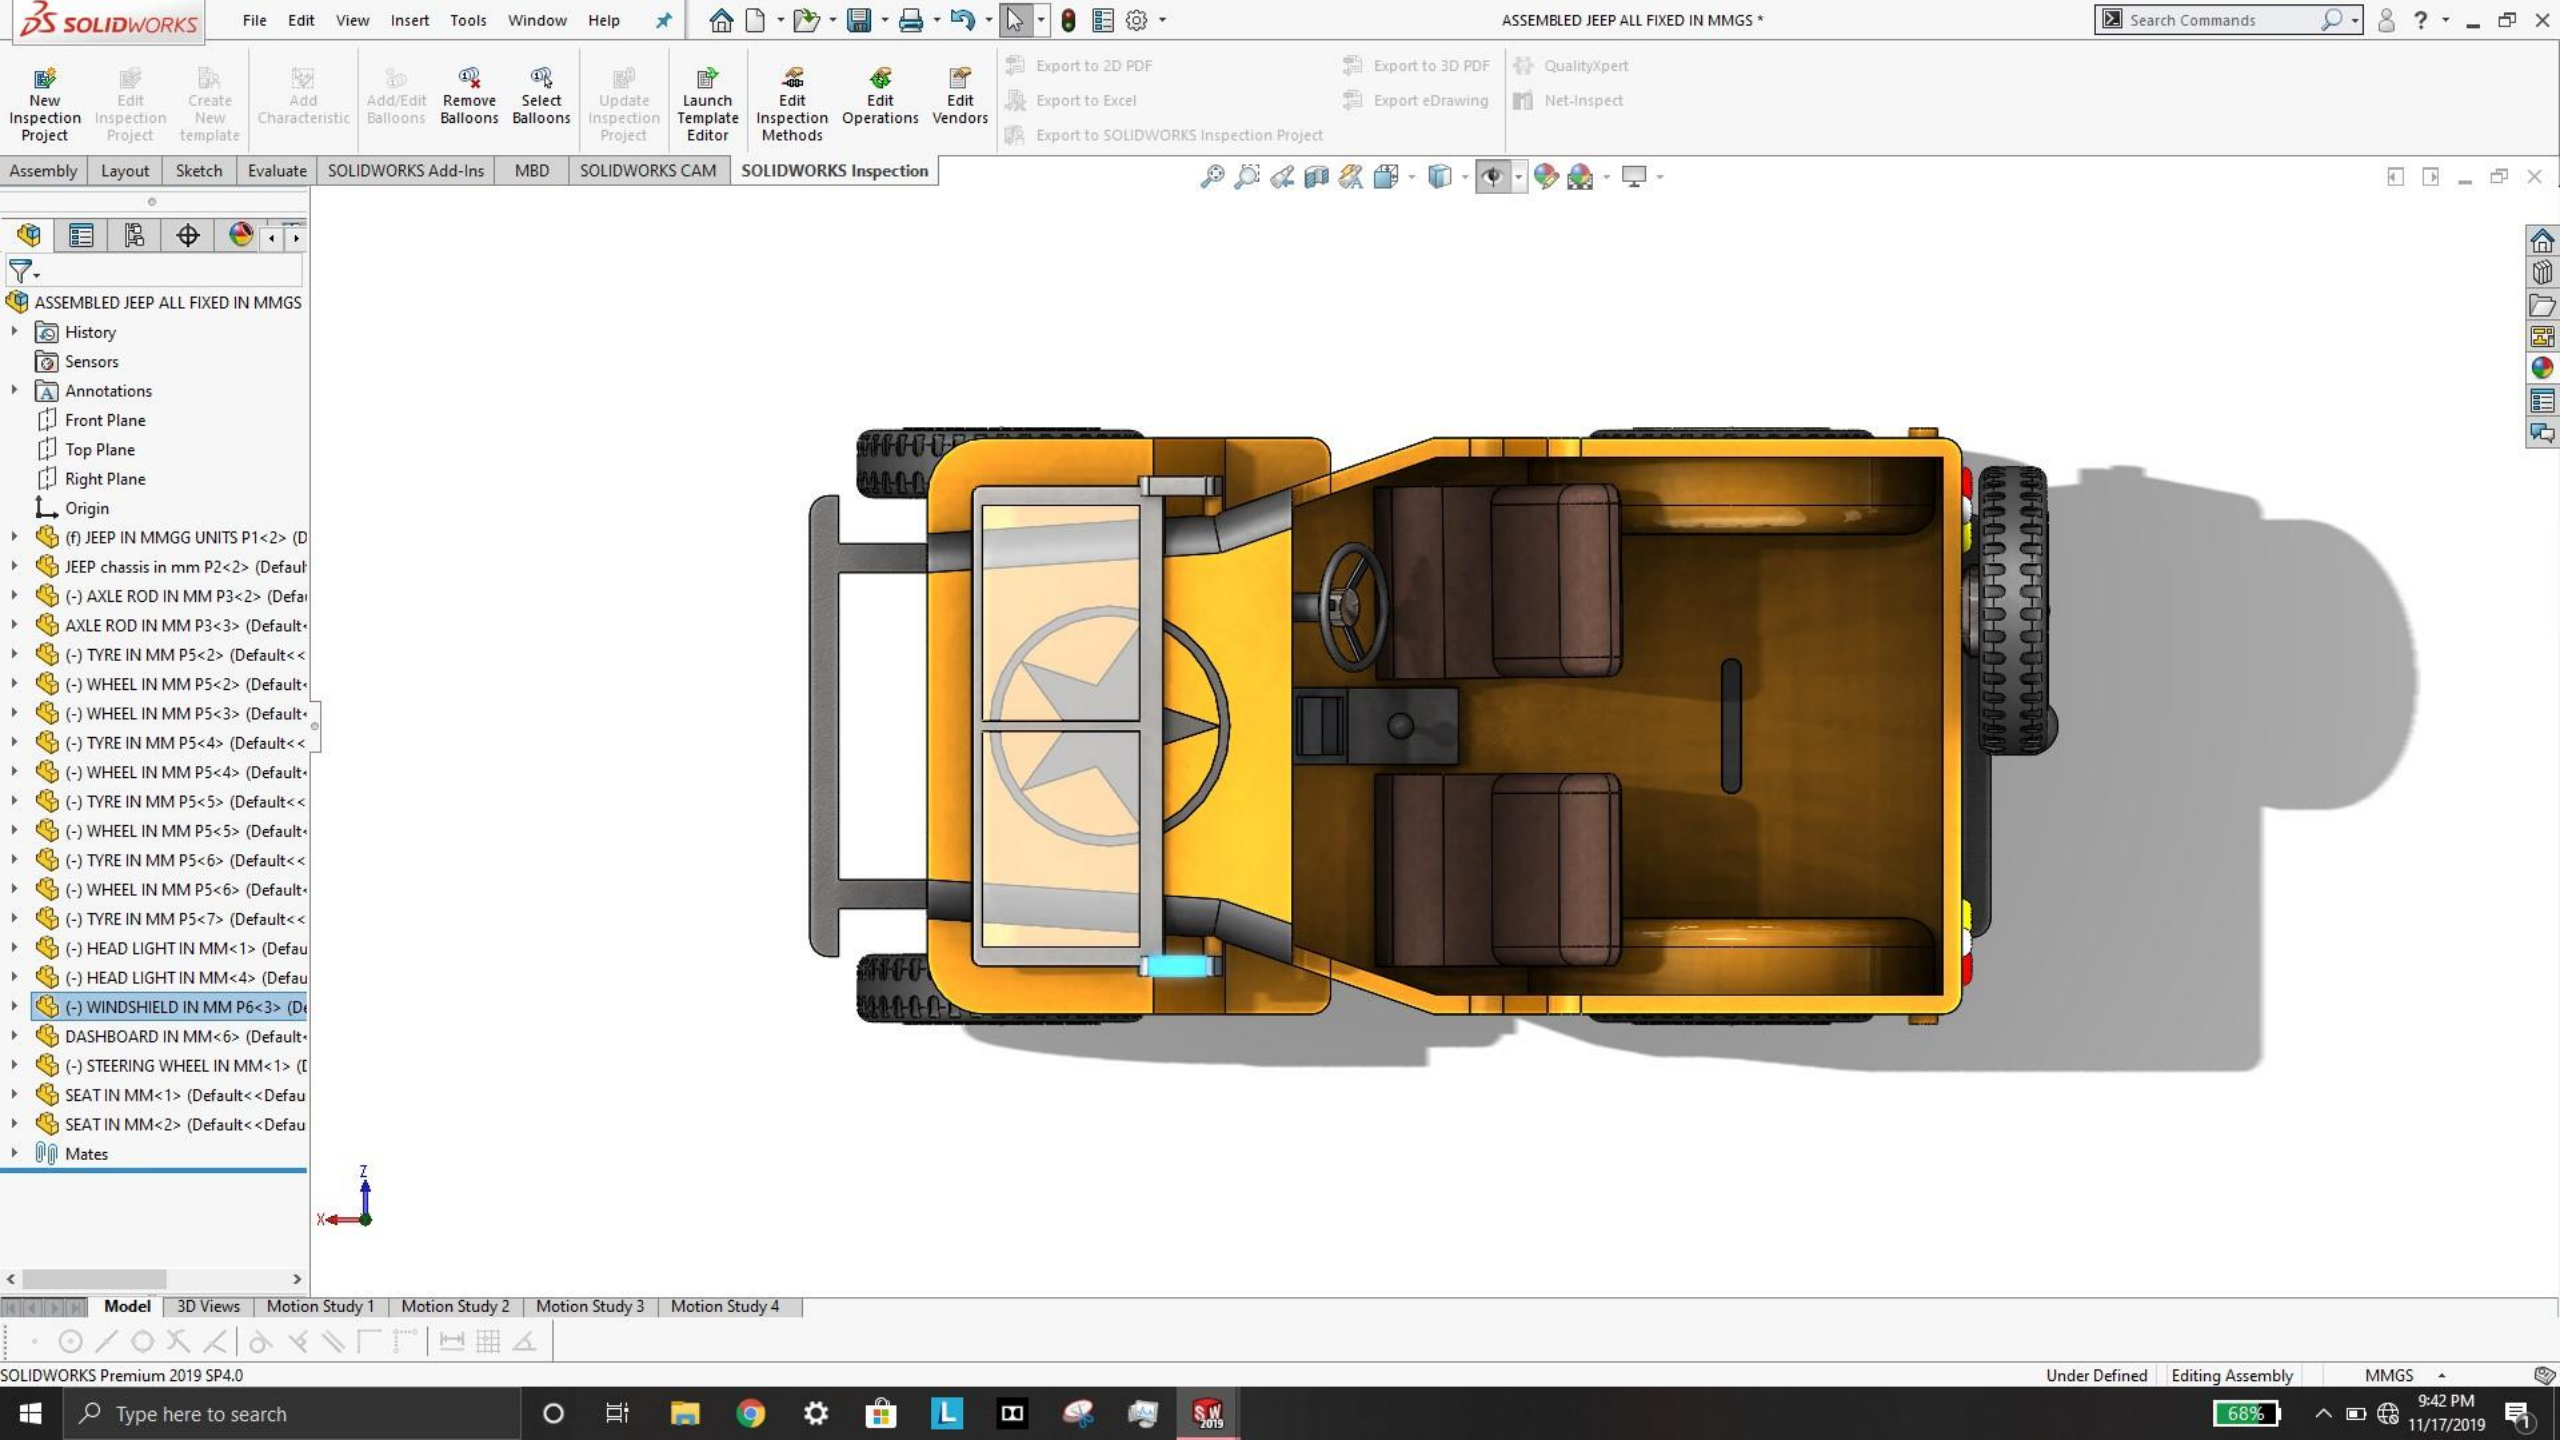 SOLIDWORKS File Edit View Insert Tools Window Help ASSEMBLED JEEP ALL FIXED IN MMGS * Search Commands ?
New Inspection Project
Edit Inspection Project
Create New template
Add Characteristic
Add/Edit Balloons
Remove Balloons
Select Balloons
Update Inspection Project
Launch Template Editor
Edit Inspection Methods
Edit Operations
Edit Vendors
Export to 2D PDF
Export to Excel
Export to SOLIDWORKS Inspection Project
Export to 3D PDF
Export eDrawing
QualityXpert
Net-Inspect
Assembly Layout Sketch Evaluate SOLIDWORKS Add-Ins MBD SOLIDWORKS CAM SOLIDWORKS Inspection
ASSEMBLED JEEP ALL FIXED IN MMGS
History
Sensors
A Annotations
Front Plane
Top Plane
Right Plane
Origin
(f) JEEP IN MMGG UNITS P1<2> (D
JEEP chassis in mm P2<2> (Default
(-) AXLE ROD IN MM P3<2> (Defau
AXLE ROD IN MM P3<3> (Default<
(-) TYRE IN MM P5<2> (Default<<
(-) WHEEL IN MM P5<2> (Default<
(-) WHEEL IN MM P5<3> (Default<
(-) TYRE IN MM P5<4> (Default<<
(-) WHEEL IN MM P5<4> (Default<
(-) TYRE IN MM P5<5> (Default<<
(-) WHEEL IN MM P5<5> (Default<
(-) TYRE IN MM P5<6> (Default<<
(-) WHEEL IN MM P5<6> (Default<
(-) TYRE IN MM P5<7> (Default<<
(-) HEAD LIGHT IN MM<1> (Defau
(-) HEAD LIGHT IN MM<4> (Defau
(-) WINDSHIELD IN MM P6<3> (De
DASHBOARD IN MM<6> (Default<
(-) STEERING WHEEL IN MM<1> (D
SEAT IN MM<1> (Default<<Defau
SEAT IN MM<2> (Default<<Defau
Mates
Z
X
Model 3D Views Motion Study 1 Motion Study 2 Motion Study 3 Motion Study 4
SOLIDWORKS Premium 2019 SP4.0 Under Defined Editing Assembly MMGS
Type here to search L SW 2019 68% 9:42 PM
11/17/2019 1